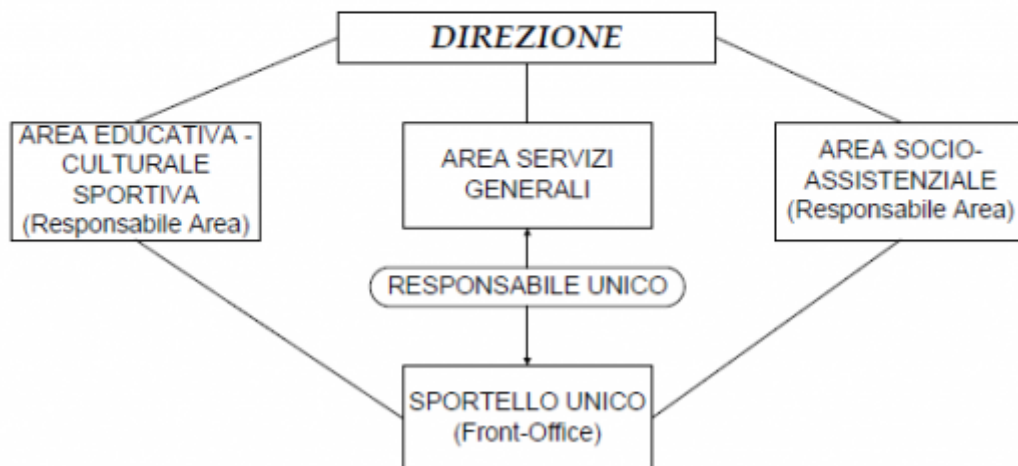 DIREZIONE
AREA EDUCATIVA -
CULTURALE
SPORTIVA
(Responsabile Area)
AREA SERVIZI
GENERALI
AREA SOCIO-
ASSISTENZIALE
(Responsabile Area)
RESPONSABILE UNICO
SPORTELLO UNICO
(Front-Office)